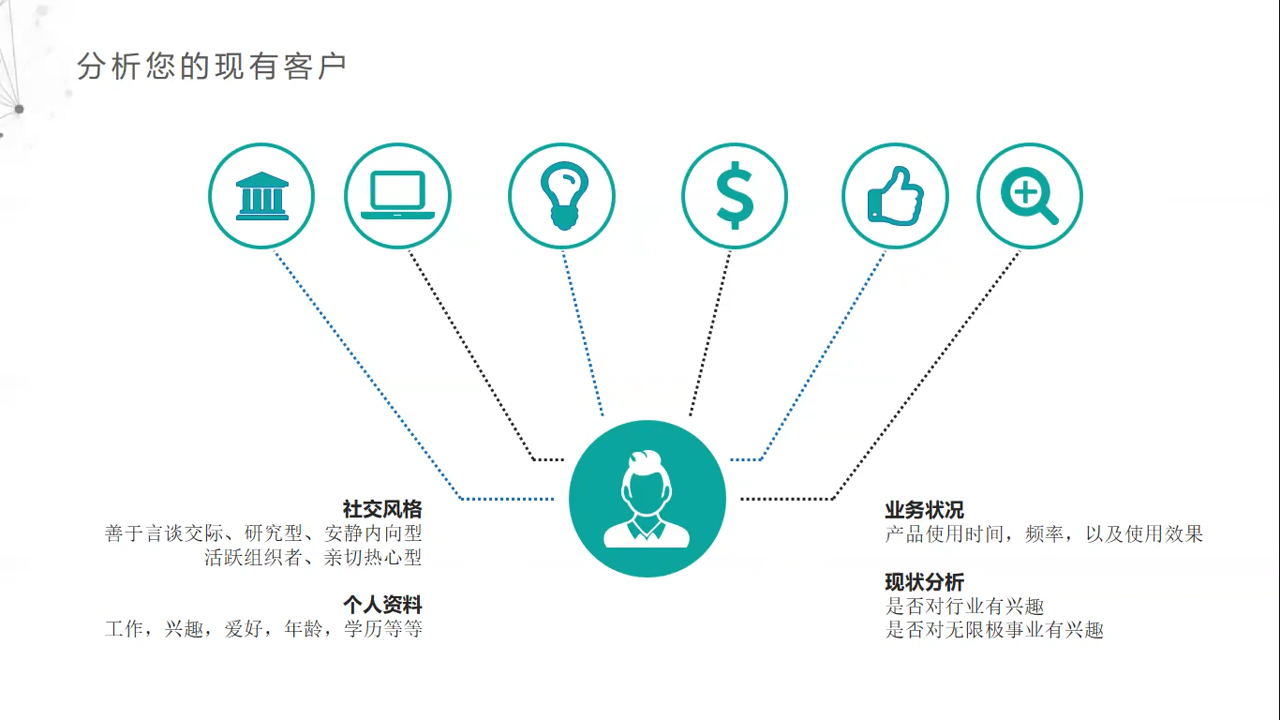 分析您的现有客户
社交风格
善于言谈交际、研究型、安静内向型
活跃组织者、亲切热心型
个人资料
工作，兴趣，爱好，年龄，学历等等
业务状况
产品使用时间，频率，以及使用效果
现状分析
是否对行业有兴趣
是否对无限极事业有兴趣